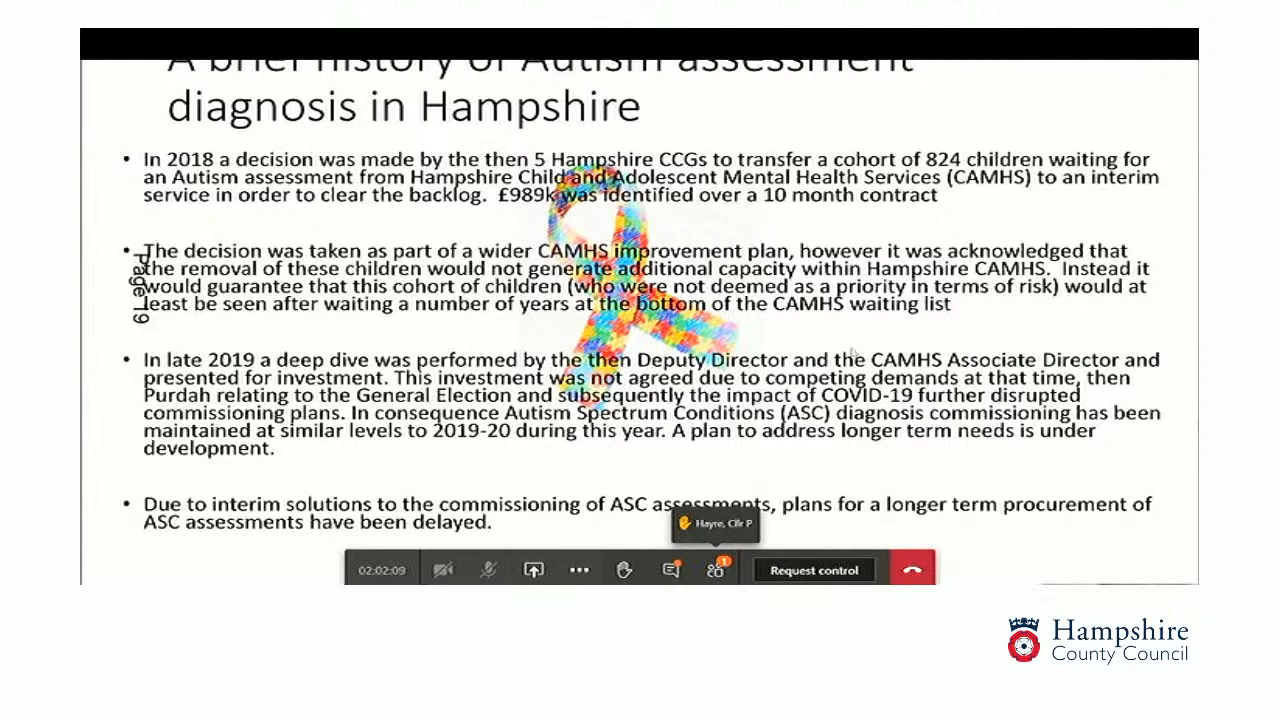 A brief history of Autism assessment
diagnosis in Hampshire
• In 2018 a decision was made by the then 5 Hampshire CCGs to transfer a cohort of 824 children waiting for
an Autism assessment from Hampshire Child and Adolescent Mental Health Services (CAMHS) to an interim
service in order to clear the backlog.  £989k was identified over a 10 month contract
• The decision was taken as part of a wider CAMHS improvement plan, however it was acknowledged that
the removal of these children would not generate additional capacity within Hampshire CAMHS.  Instead it
would guarantee that this cohort of children (who were not deemed as a priority in terms of risk) would at
least be seen after waiting a number of years at the bottom of the CAMHS waiting list
Page 19
• In late 2019 a deep dive was performed by the then Deputy Director and the CAMHS Associate Director and
presented for investment. This investment was not agreed due to competing demands at that time, then
Purdah relating to the General Election and subsequently the impact of COVID-19 further disrupted
commissioning plans. In consequence Autism Spectrum Conditions (ASC) diagnosis commissioning has been
maintained at similar levels to 2019-20 during this year. A plan to address longer term needs is under
development.
• Due to interim solutions to the commissioning of ASC assessments, plans for a longer term procurement of
ASC assessments have been delayed.
Hayre, Cllr P
02:02:09
1
Request control
Hampshire
County Council